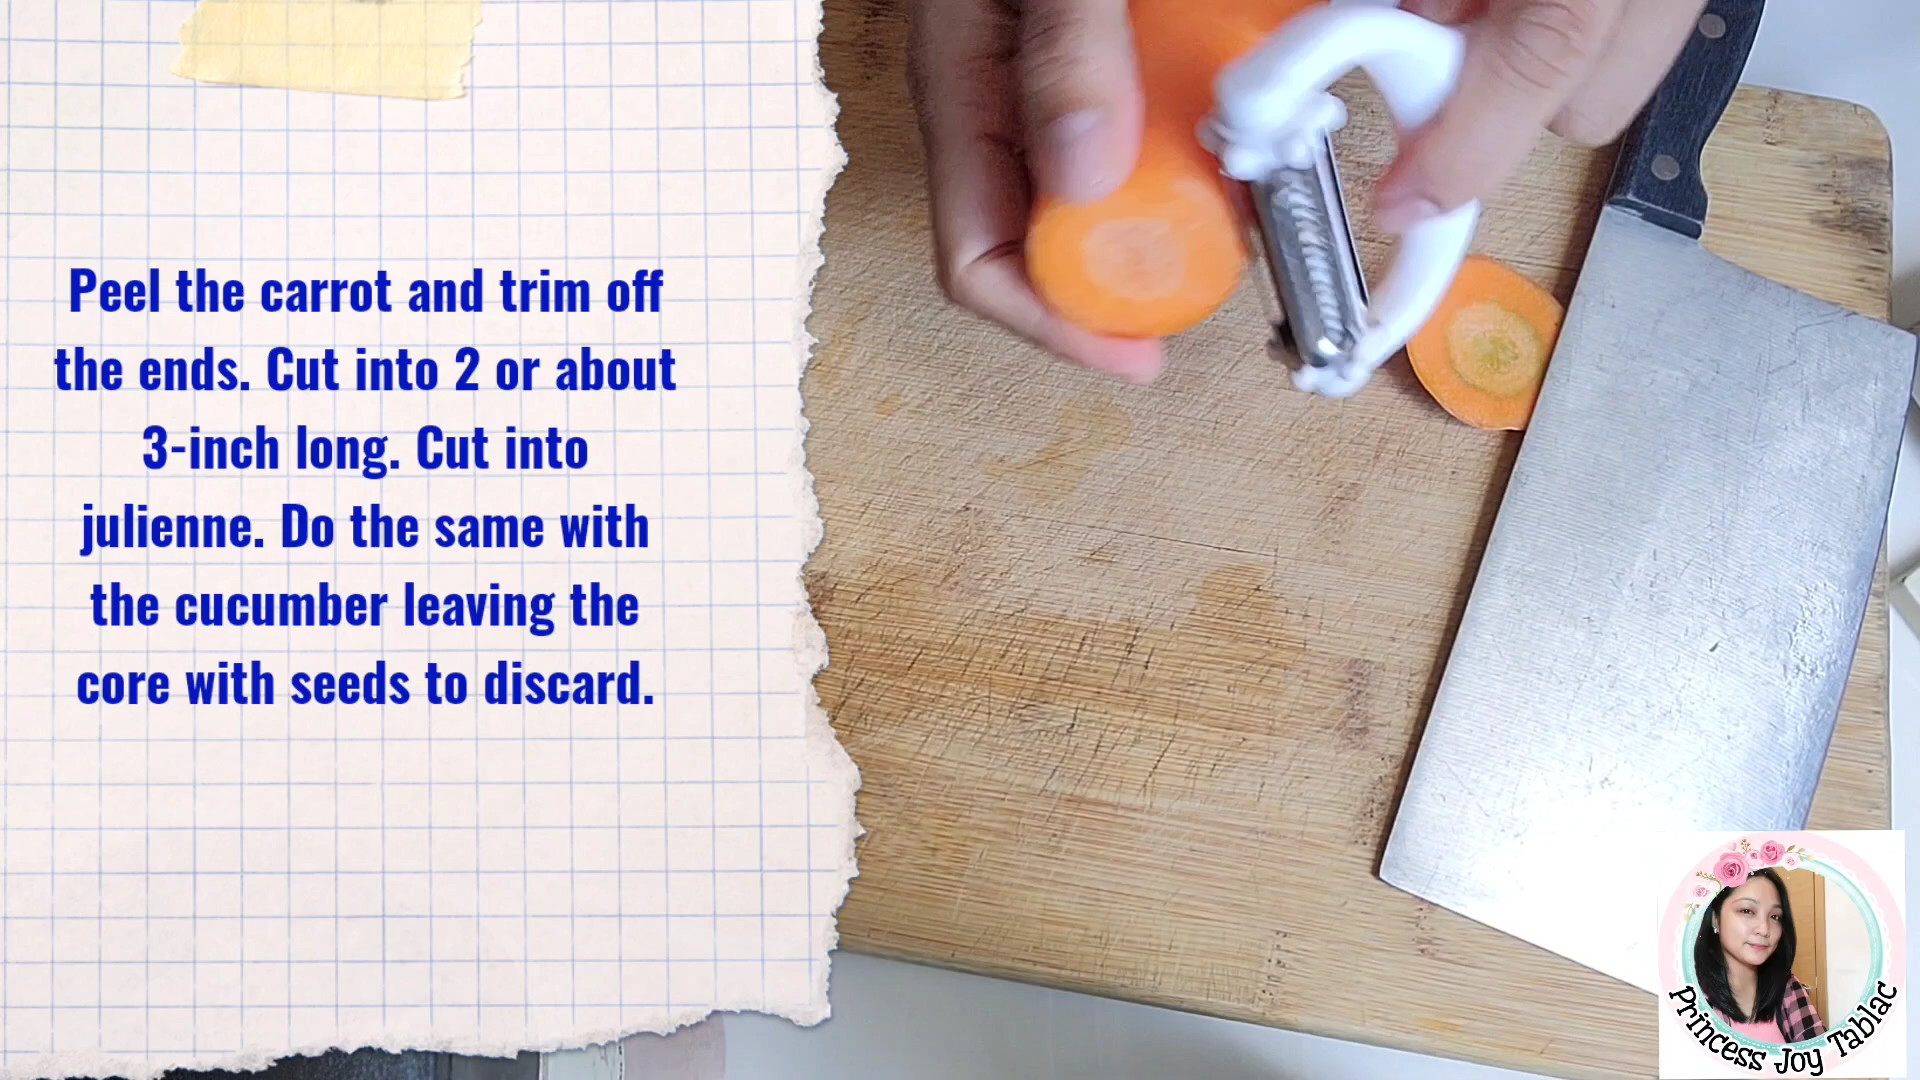 Peel the carrot and trim off
the ends. Cut into 2 or about
3-inch long. Cut into
julienne. Do the same with
the cucumber leaving the
core with seeds to discard.
Princess Joy Tablac